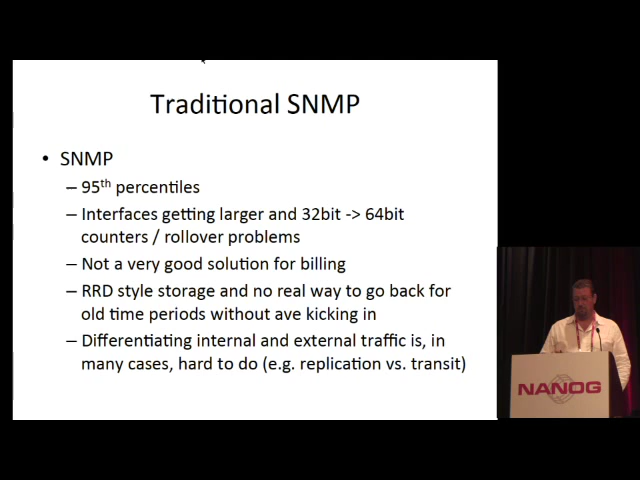 Traditional SNMP
• SNMP
– 95th percentiles
– Interfaces getting larger and 32bit -> 64bit
counters / rollover problems
– Not a very good solution for billing
– RRD style storage and no real way to go back for
old time periods without ave kicking in
– Differentiating internal and external traffic is, in
many cases, hard to do (e.g. replication vs. transit)
NANOG